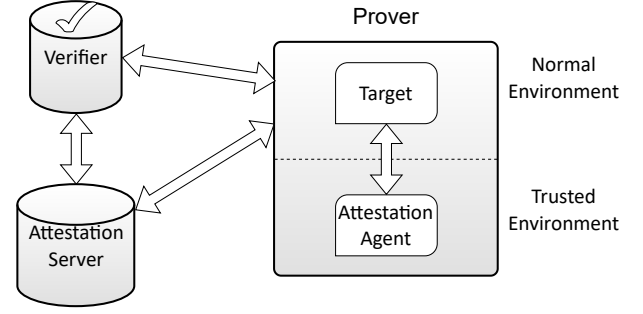 Prover
Verifier
Target
Normal
Environment
Attestation
Server
Attestation
Agent
Trusted
Environment